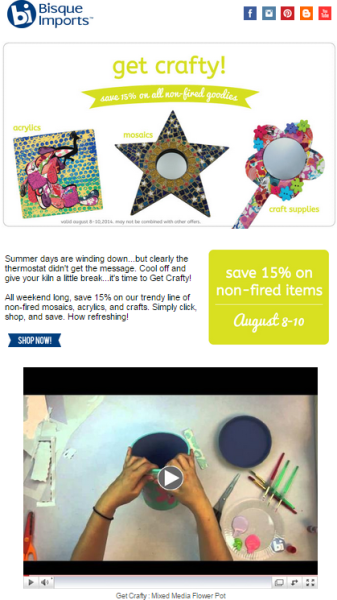 bi Bisque Imports™
get crafty!
save 15% on all non-fired goodies
acrylics
mosaics
craft supplies
valid august 8-10, 2014. may not be combined with other offers.
Summer days are winding down...but clearly the
thermostat didn't get the message. Cool off and
give your kiln a little break...it's time to Get Crafty!
All weekend long, save 15% on our trendy line of
non-fired mosaics, acrylics, and crafts. Simply click,
shop, and save. How refreshing!
save 15% on
non-fired items
August 8-10
SHOP NOW!
Get Crafty: Mixed Media Flower Pot